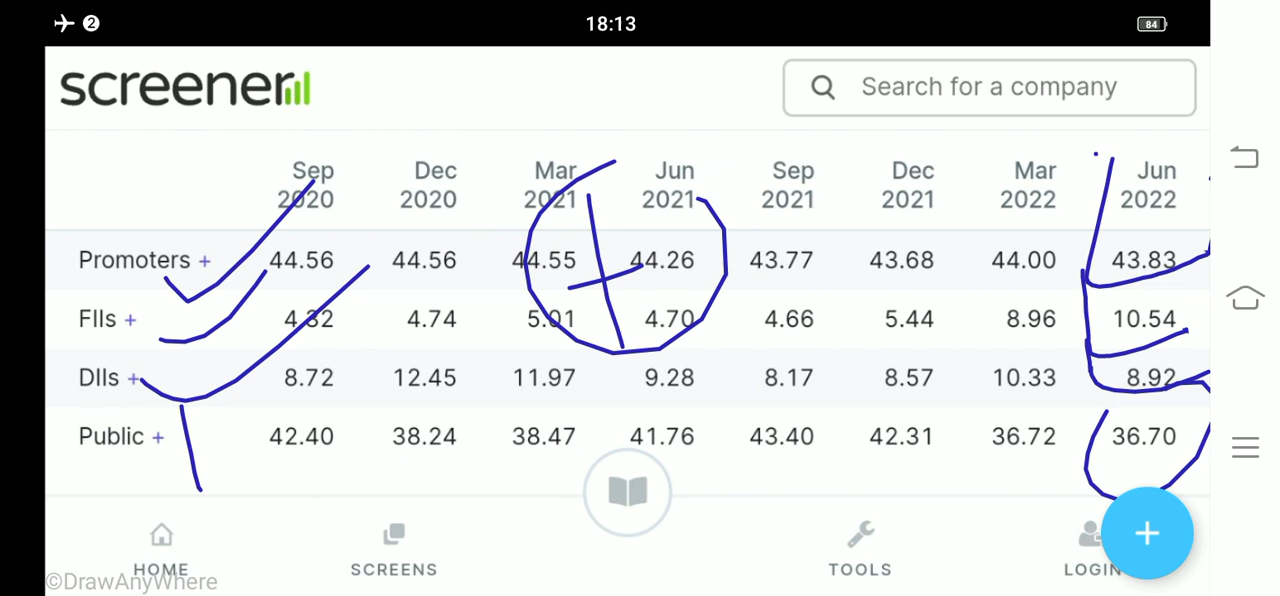 2 18:13 84
screener Search for a company
Sep Dec Mar Jun Sep Dec Mar Jun
2020 2020 2021 2021 2021 2021 2022 2022
Promoters + 44.56 44.56 44.55 44.26 43.77 43.68 44.00 43.83
FIIs + 4.32 4.74 5.01 4.70 4.66 5.44 8.96 10.54
DIIs + 8.72 12.45 11.97 9.28 8.17 8.57 10.33 8.92
Public + 42.40 38.24 38.47 41.76 43.40 42.31 36.72 36.70
HOME SCREENS TOOLS LOGIN
©DrawAnyWhere